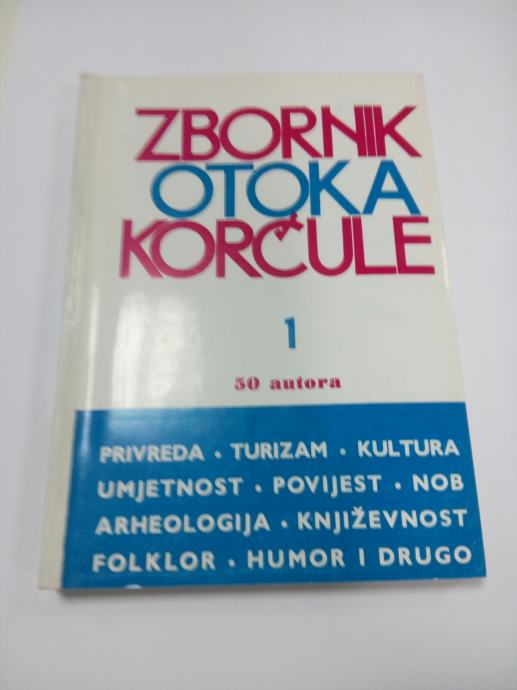 ZBORNIK
OTOKA
KORČULE
1
50 autora
PRIVREDA • TURIZAM • KULTURA
UMJETNOST • POVIJEST • NOB
ARHEOLOGIJA • KNJIŽEVNOST
FOLKLOR • HUMOR I DRUGO